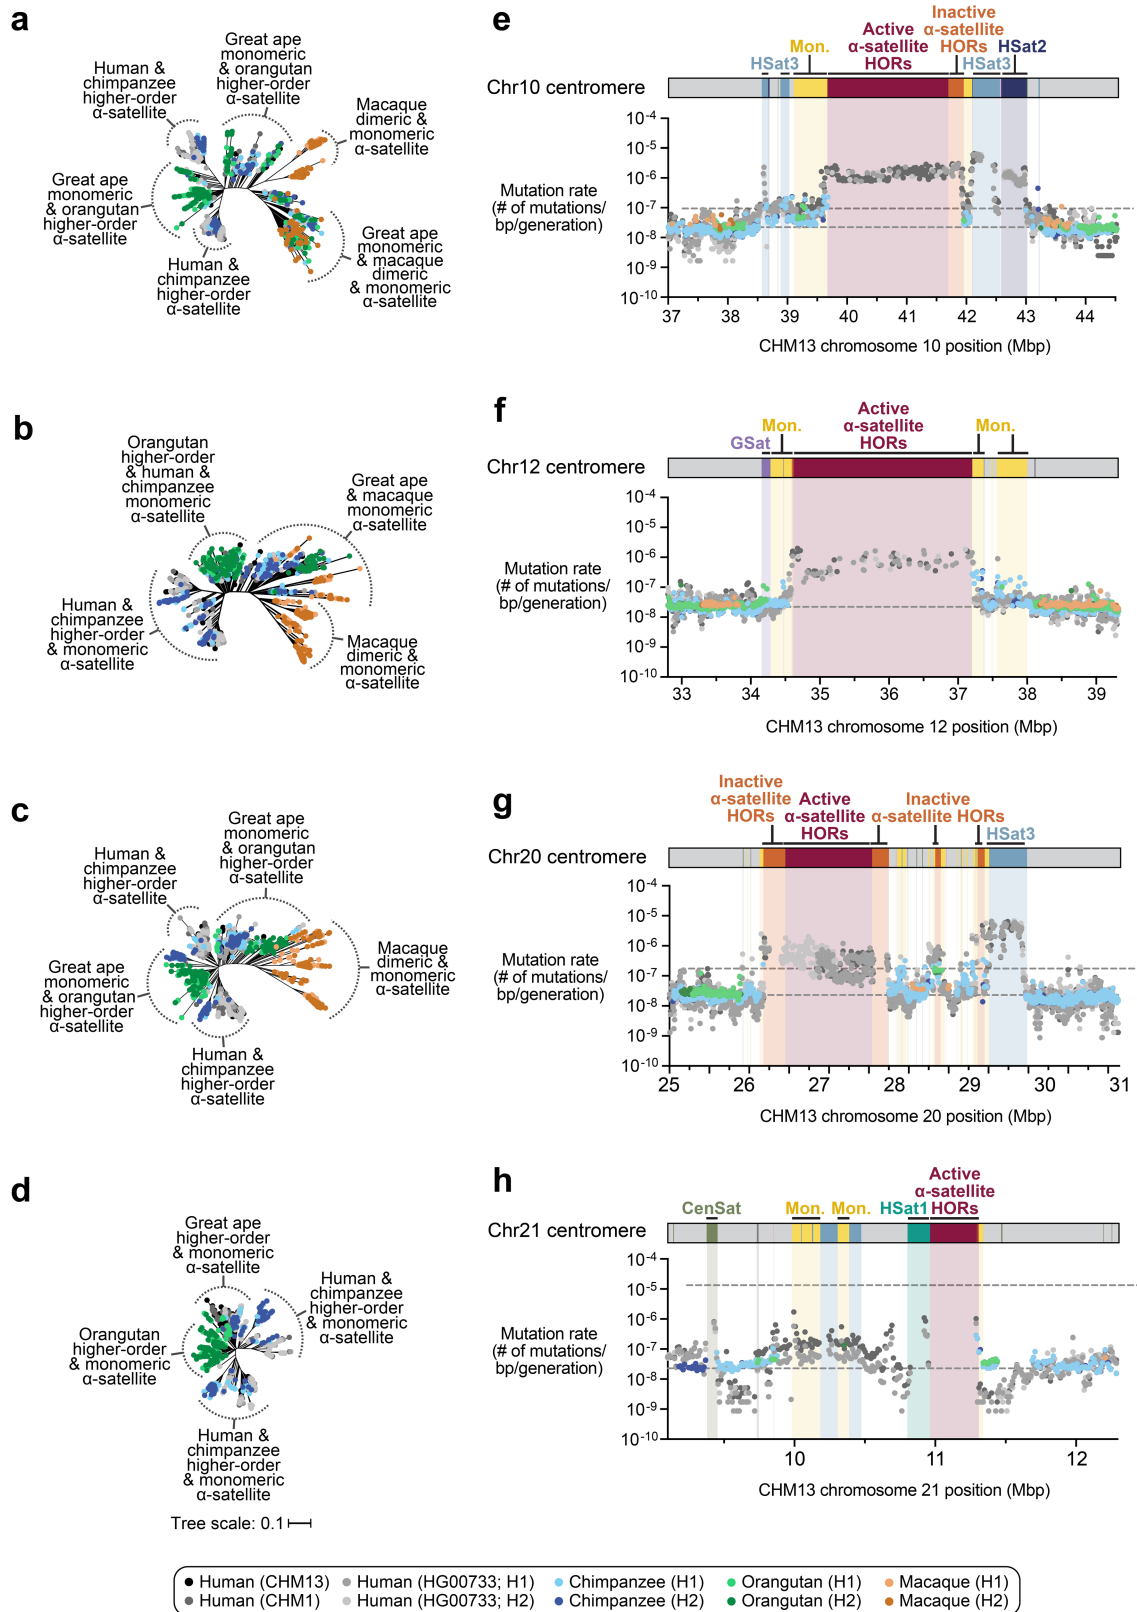 a
Human &
chimpanzee
higher-order
α-satellite
Great ape
monomeric
& orangutan
higher-order
α-satellite
Macaque
dimeric &
monomeric
α-satellite
Great ape
monomeric
& orangutan
higher-order
α-satellite
Human &
chimpanzee
higher-order
α-satellite
Great ape
monomeric
& macaque
dimeric
& monomeric
α-satellite
b
Orangutan
higher-order
& human &
chimpanzee
monomeric
α-satellite
Great ape
& macaque
monomeric
α-satellite
Human &
chimpanzee
higher-order
& monomeric
α-satellite
Macaque
dimeric &
monomeric
α-satellite
c
Human &
chimpanzee
higher-order
α-satellite
Great ape
monomeric
& orangutan
higher-order
α-satellite
Great ape
monomeric
& orangutan
higher-order
α-satellite
Macaque
dimeric &
monomeric
α-satellite
Human &
chimpanzee
higher-order
α-satellite
d
Great ape
higher-order
& monomeric
α-satellite
Human &
chimpanzee
higher-order
& monomeric
α-satellite
Orangutan
higher-order
& monomeric
α-satellite
Human &
chimpanzee
higher-order
& monomeric
α-satellite
Tree scale: 0.1
e
HSat3
Mon.
Active
α-satellite
HORs
Inactive
α-satellite
HORs
HSat3
HSat2
Chr10 centromere
Mutation rate
(# of mutations/
bp/generation)
10-4
10-5
10-6
10-7
10-8
10-9
10-10
37 38 39 40 41 42 43 44
CHM13 chromosome 10 position (Mbp)
f
GSat
Mon.
Active
α-satellite
HORs
Mon.
Chr12 centromere
Mutation rate
(# of mutations/
bp/generation)
10-4
10-5
10-6
10-7
10-8
10-9
10-10
33 34 35 36 37 38 39
CHM13 chromosome 12 position (Mbp)
g
Inactive
α-satellite
HORs
Active
α-satellite
HORs
Inactive
α-satellite HORs
HSat3
Chr20 centromere
Mutation rate
(# of mutations/
bp/generation)
10-4
10-5
10-6
10-7
10-8
10-9
10-10
25 26 27 28 29 30 31
CHM13 chromosome 20 position (Mbp)
h
CenSat
Mon.
Mon.
HSat1
Active
α-satellite
HORs
Chr21 centromere
Mutation rate
(# of mutations/
bp/generation)
10-4
10-5
10-6
10-7
10-8
10-9
10-10
10 11 12
CHM13 chromosome 21 position (Mbp)
Human (CHM13) Human (HG00733; H1) Chimpanzee (H1) Orangutan (H1) Macaque (H1)
Human (CHM1) Human (HG00733; H2) Chimpanzee (H2) Orangutan (H2) Macaque (H2)